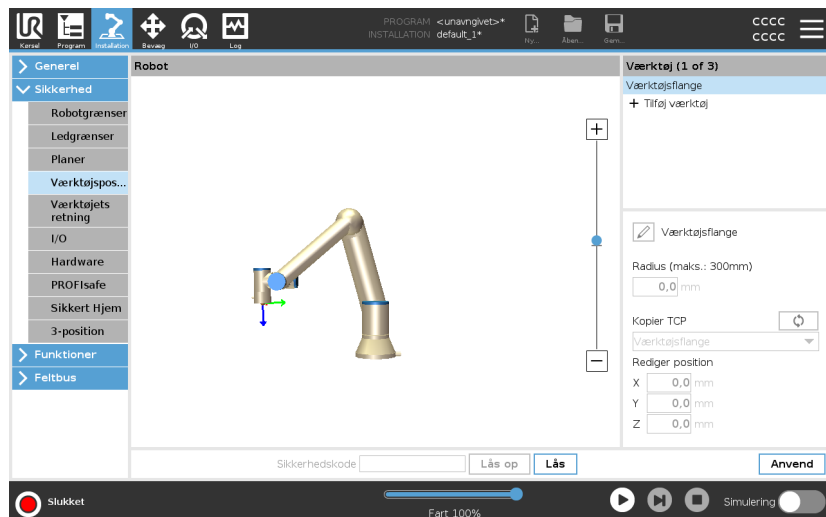 UR
Kørsel
Program
Installation
Bevæg
I/O
Log
PROGRAM <unavngivet>*
INSTALLATION default_1*
Ny...
Åben...
Gem...
cccc
cccc
Generel
Sikkerhed
Robotgrænser
Ledgrænser
Planer
Værktøjspos...
Værktøjets
retning
I/O
Hardware
PROFIsafe
Sikkert Hjem
3-position
Funktioner
Feltbus
Robot
Værktøj (1 of 3)
Værktøjsflange
+ Tilføj værktøj
Værktøjsflange
Radius (maks.: 300mm)
0,0 mm
Kopier TCP
Værktøjsflange
Rediger position
X 0,0 mm
Y 0,0 mm
Z 0,0 mm
Sikkerhedskode Lås op Lås
Anvend
Slukket
Fart 100%
Simulering